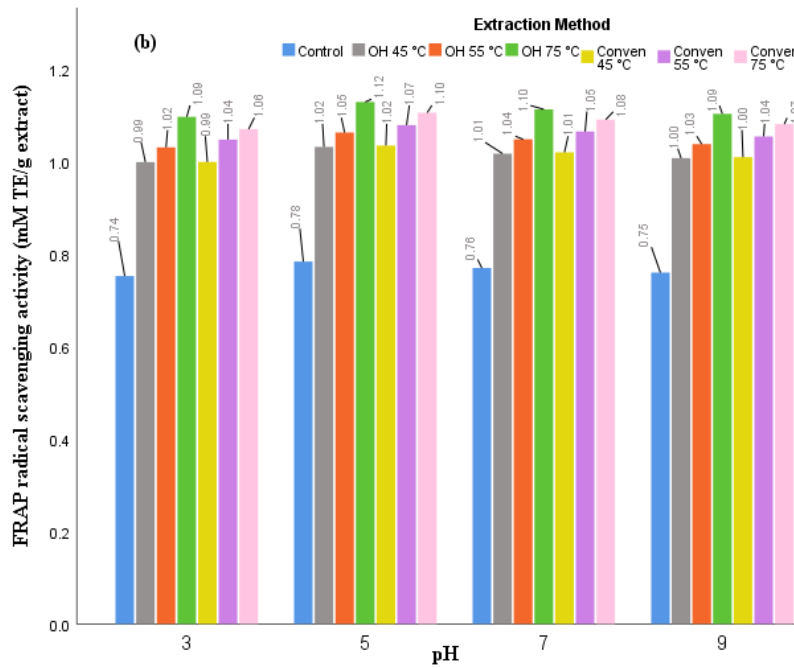 Extraction Method
(b)
Control OH 45 °C OH 55 °C OH 75 °C Conven 45 °C Conven 55 °C Conven 75 °C
FRAP radical scavenging activity (mM TE/g extract)
1.2
1.0
0.8
0.6
0.4
0.2
0.0
0.74 0.99 1.02 1.09 0.99 1.04 1.06
0.78 1.02 1.05 1.12 1.02 1.07 1.10
0.76 1.01 1.04 1.10 1.01 1.05 1.08
0.75 1.00 1.03 1.09 1.00 1.04
3 5 7 9
pH